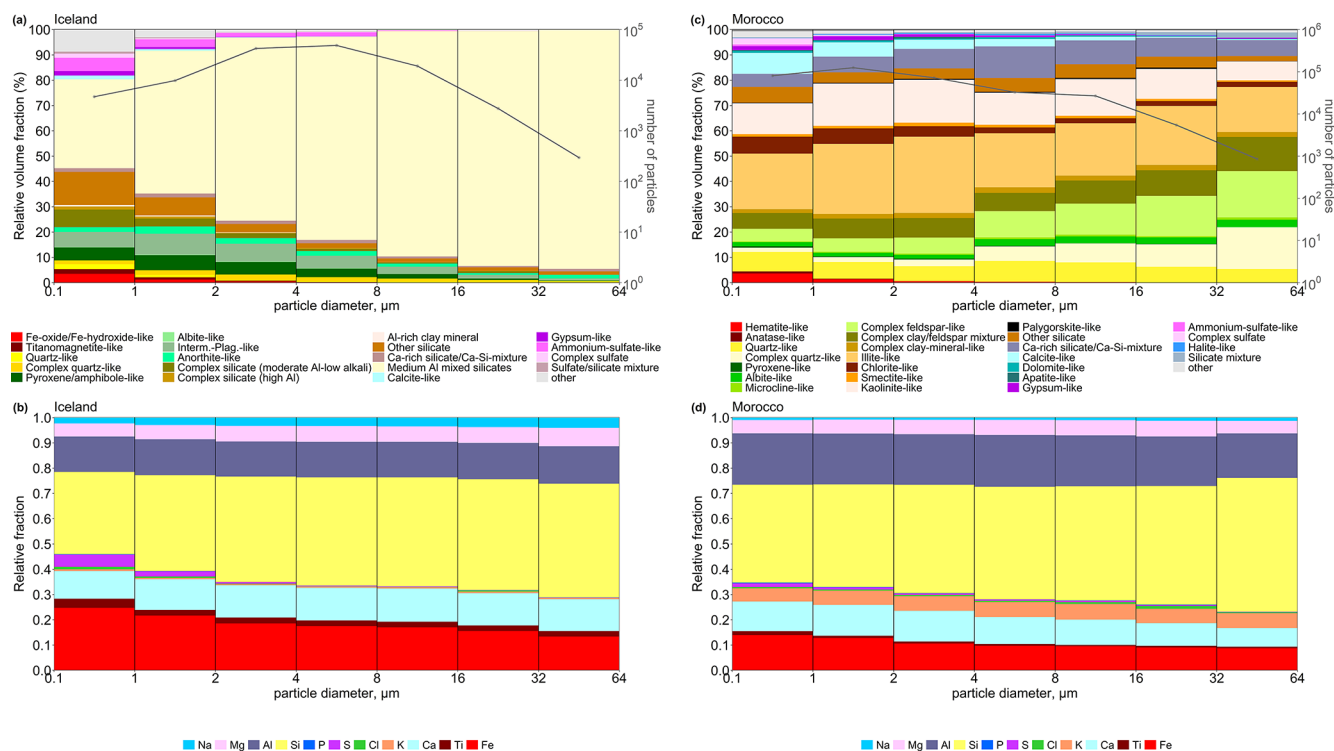 (a) Iceland
Relative volume fraction (%)
100
90
80
70
60
50
40
30
20
10
0
10^5
10^4
10^3
10^2
10^1
10^0
number of particles
0.1 1 2 4 8 16 32 64
particle diameter, µm
Fe-oxide/Fe-hydroxide-like
Titanomagnetite-like
Quartz-like
Complex quartz-like
Pyroxene/amphibole-like
Albite-like
Interm.-Plag.-like
Anorthite-like
Complex silicate (moderate Al-low alkali)
Complex silicate (high Al)
Al-rich clay mineral
Other silicate
Ca-rich silicate/Ca-Si-mixture
Medium Al mixed silicates
Calcite-like
Gypsum-like
Ammonium-sulfate-like
Complex sulfate
Sulfate/silicate mixture
other
(b) Iceland
Relative fraction
1.0
0.9
0.8
0.7
0.6
0.5
0.4
0.3
0.2
0.1
0.0
0.1 1 2 4 8 16 32 64
particle diameter, µm
Na Mg Al Si P S Cl K Ca Ti Fe
(c) Morocco
Relative volume fraction (%)
100
90
80
70
60
50
40
30
20
10
0
10^6
10^5
10^4
10^3
10^2
10^1
10^0
number of particles
0.1 1 2 4 8 16 32 64
particle diameter, µm
Hematite-like
Anatase-like
Quartz-like
Complex quartz-like
Pyroxene-like
Albite-like
Microcline-like
Complex feldspar-like
Complex clay/feldspar mixture
Complex clay-mineral-like
Illite-like
Chlorite-like
Smectite-like
Kaolinite-like
Palygorskite-like
Other silicate
Ca-rich silicate/Ca-Si-mixture
Calcite-like
Dolomite-like
Apatite-like
Gypsum-like
Ammonium-sulfate-like
Complex sulfate
Halite-like
Silicate mixture
other
(d) Morocco
Relative fraction
1.0
0.9
0.8
0.7
0.6
0.5
0.4
0.3
0.2
0.1
0.0
0.1 1 2 4 8 16 32 64
particle diameter, µm
Na Mg Al Si P S Cl K Ca Ti Fe